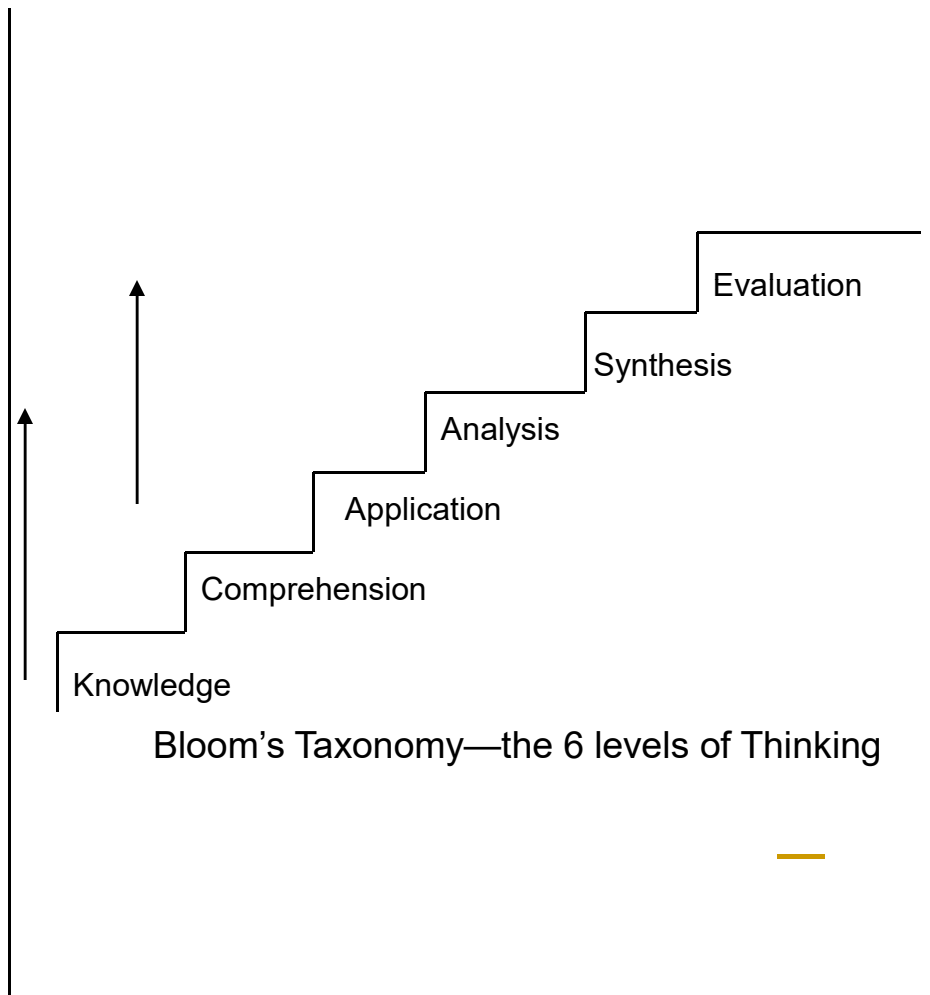 Evaluation
Synthesis
Analysis
Application
Comprehension
Knowledge
Bloom’s Taxonomy—the 6 levels of Thinking